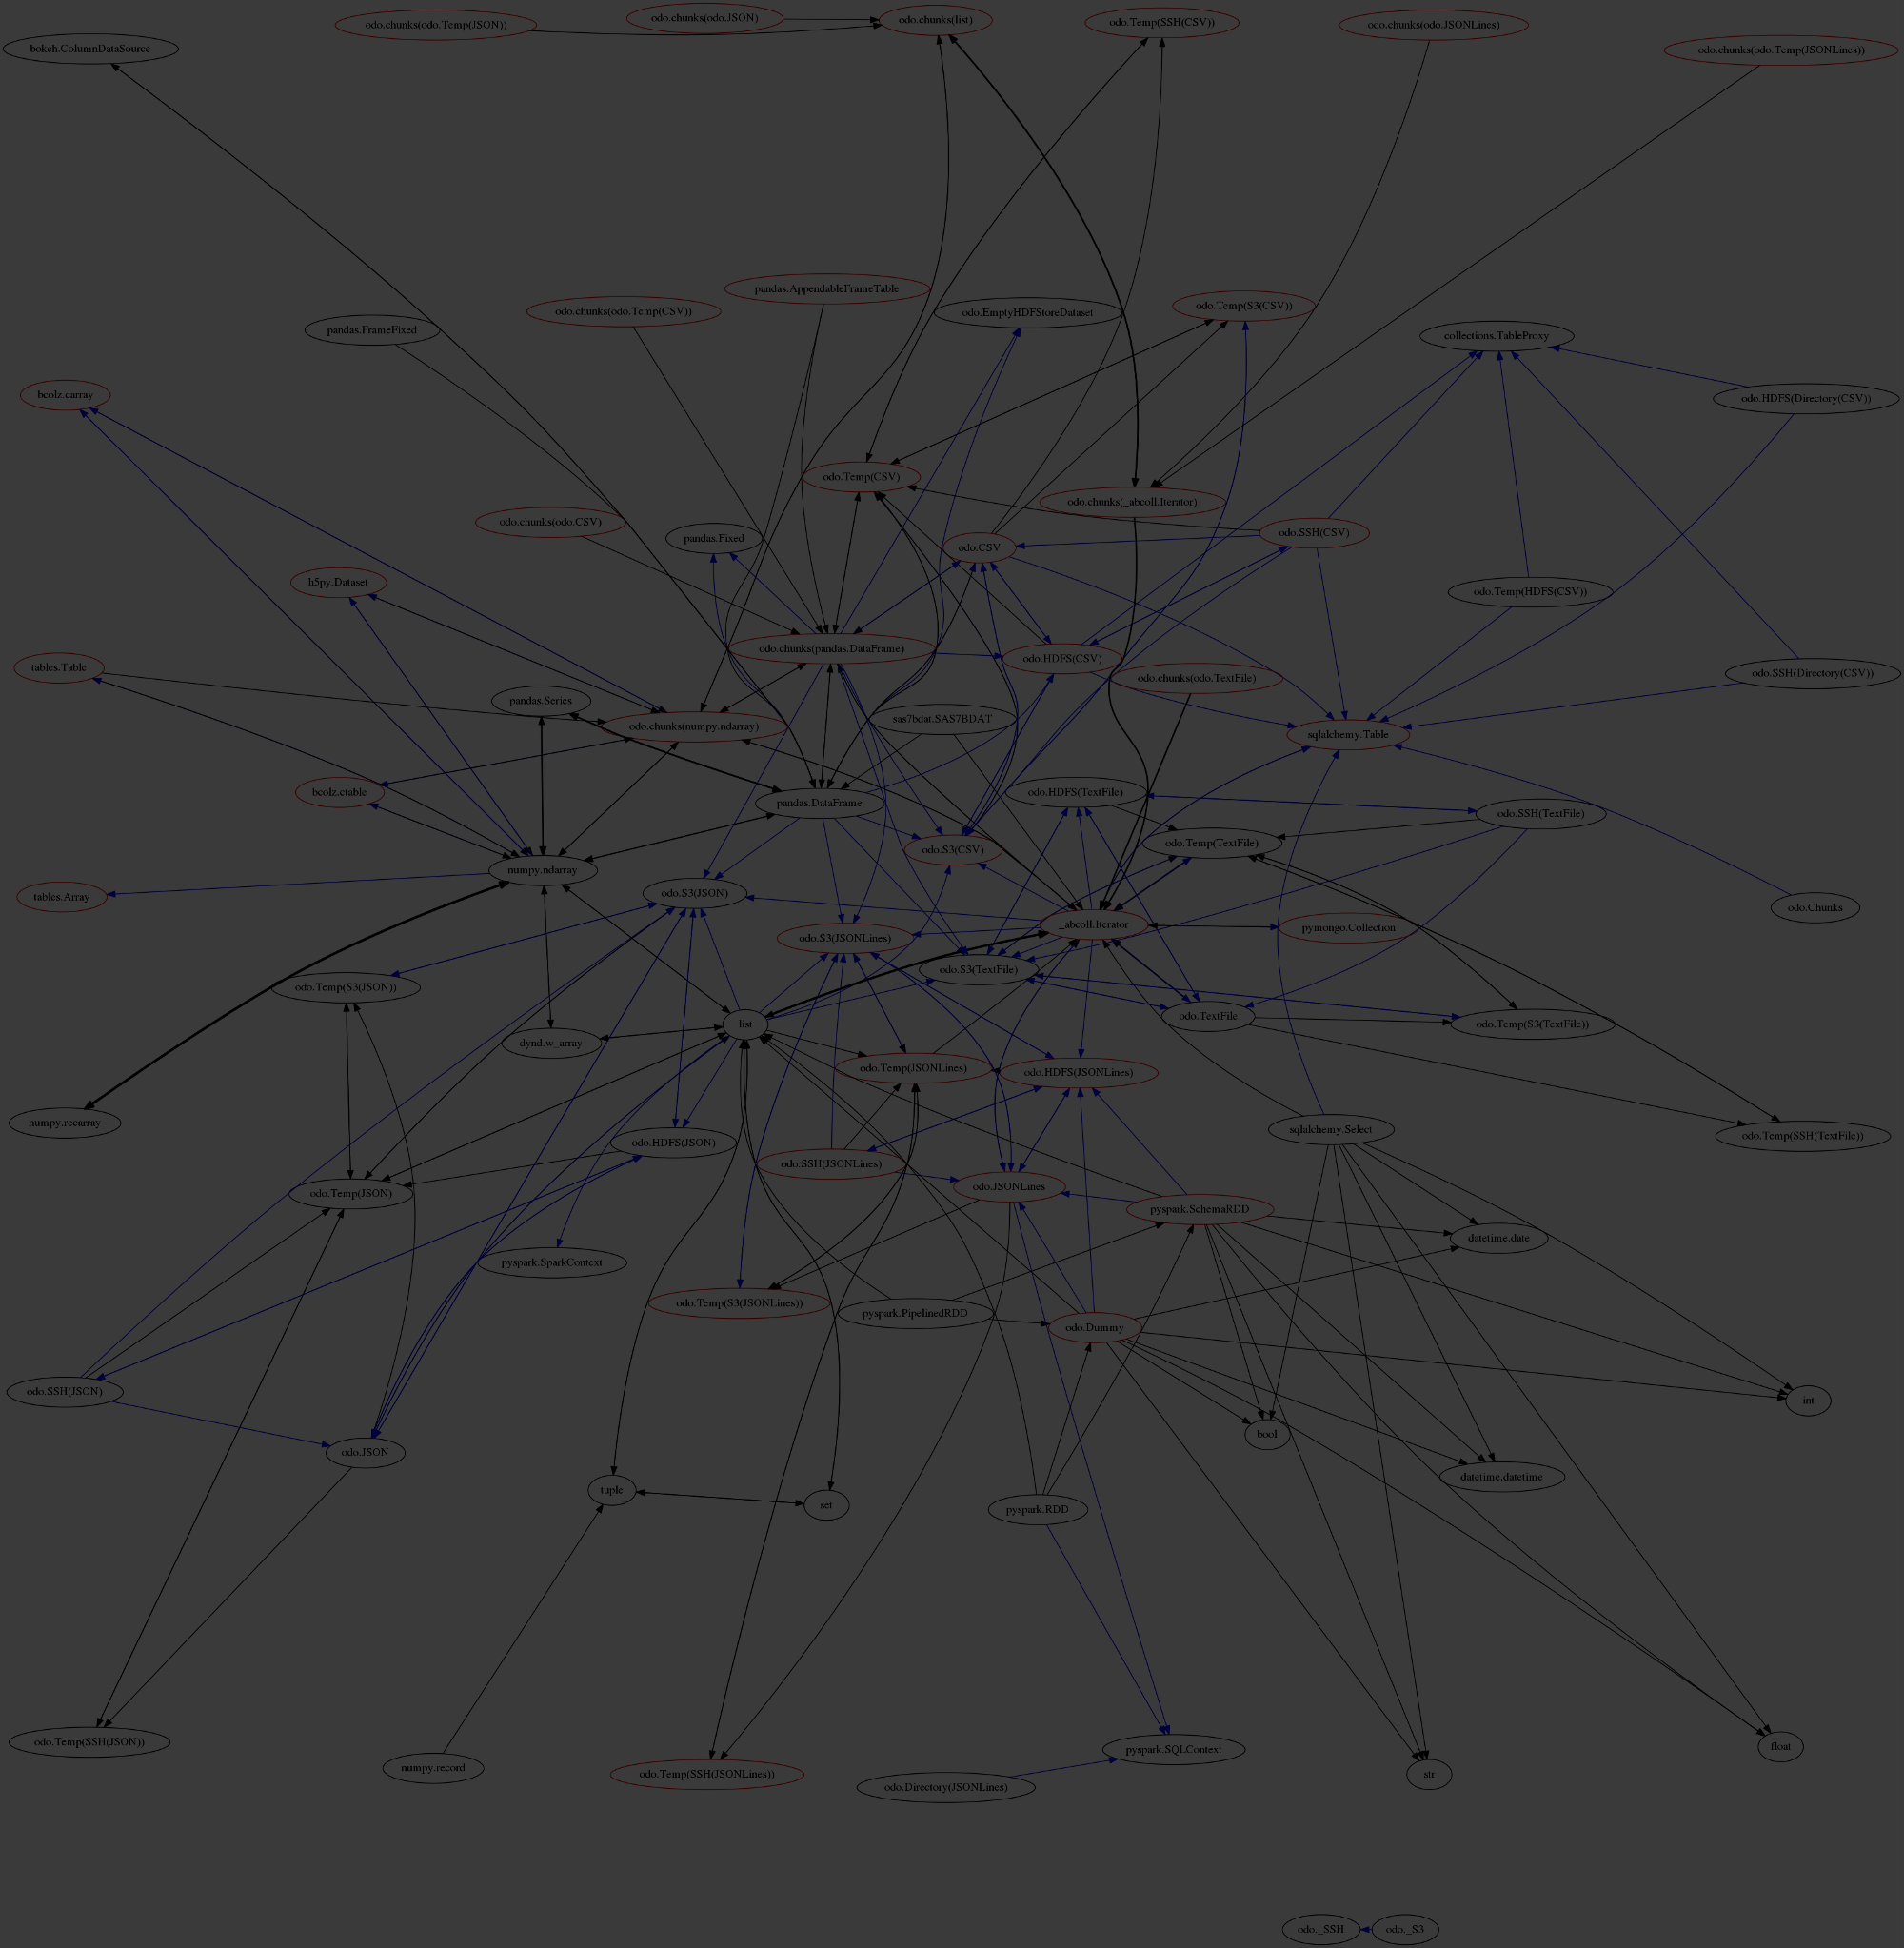 odo.chunks(odo.JSON)
odo.chunks(list)
odo.Temp(SSH(CSV))
odo.chunks(odo.Temp(JSON))
odo.chunks(odo.JSONLines)
bokeh.ColumnDataSource
odo.chunks(odo.Temp(JSONLines))
pandas.AppendableFrameTable
odo.Temp(S3(CSV))
odo.chunks(odo.Temp(CSV))
odo.EmptyHDFStoreDataset
pandas.FrameFixed
collections.TableProxy
bcolz.carray
odo.HDFS(Directory(CSV))
odo.Temp(CSV)
odo.chunks(_abcoll.Iterator)
odo.chunks(odo.CSV)
odo.SSH(CSV)
pandas.Fixed
odo.CSV
h5py.Dataset
odo.Temp(HDFS(CSV))
odo.chunks(pandas.DataFrame)
odo.HDFS(CSV)
tables.Table
odo.SSH(Directory(CSV))
odo.chunks(odo.TextFile)
pandas.Series
sas7bdat.SAS7BDAT
odo.chunks(numpy.ndarray)
sqlalchemy.Table
bcolz.ctable
odo.HDFS(TextFile)
pandas.DataFrame
odo.SSH(TextFile)
odo.Temp(TextFile)
odo.S3(CSV)
numpy.ndarray
odo.S3(JSON)
tables.Array
odo.Chunks
_abcoll.Iterator
pymongo.Collection
odo.S3(JSONLines)
odo.S3(TextFile)
odo.Temp(S3(JSON))
odo.TextFile
list
odo.Temp(S3(TextFile))
dynd.w_array
odo.Temp(JSONLines)
odo.HDFS(JSONLines)
numpy.recarray
sqlalchemy.Select
odo.Temp(SSH(TextFile))
odo.HDFS(JSON)
odo.SSH(JSONLines)
odo.JSONLines
odo.Temp(JSON)
pyspark.SchemaRDD
datetime.date
pyspark.SparkContext
odo.Temp(S3(JSONLines))
pyspark.PipelinedRDD
odo.Dummy
odo.SSH(JSON)
int
bool
odo.JSON
datetime.datetime
tuple
set
pyspark.RDD
odo.Temp(SSH(JSON))
float
pyspark.SQLContext
numpy.record
odo.Temp(SSH(JSONLines))
str
odo.Directory(JSONLines)
odo._SSH
odo._S3